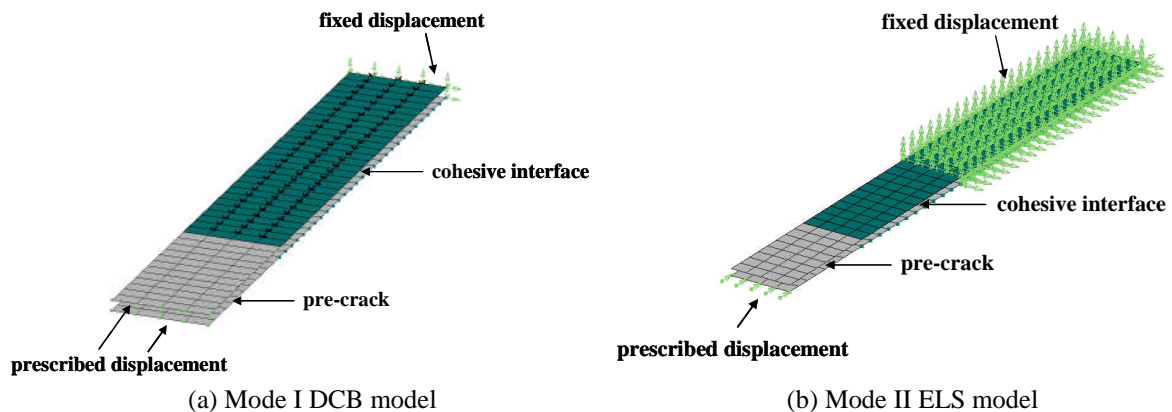 fixed displacement
cohesive interface
pre-crack
prescribed displacement
(a) Mode I DCB model
fixed displacement
cohesive interface
pre-crack
prescribed displacement
(b) Mode II ELS model